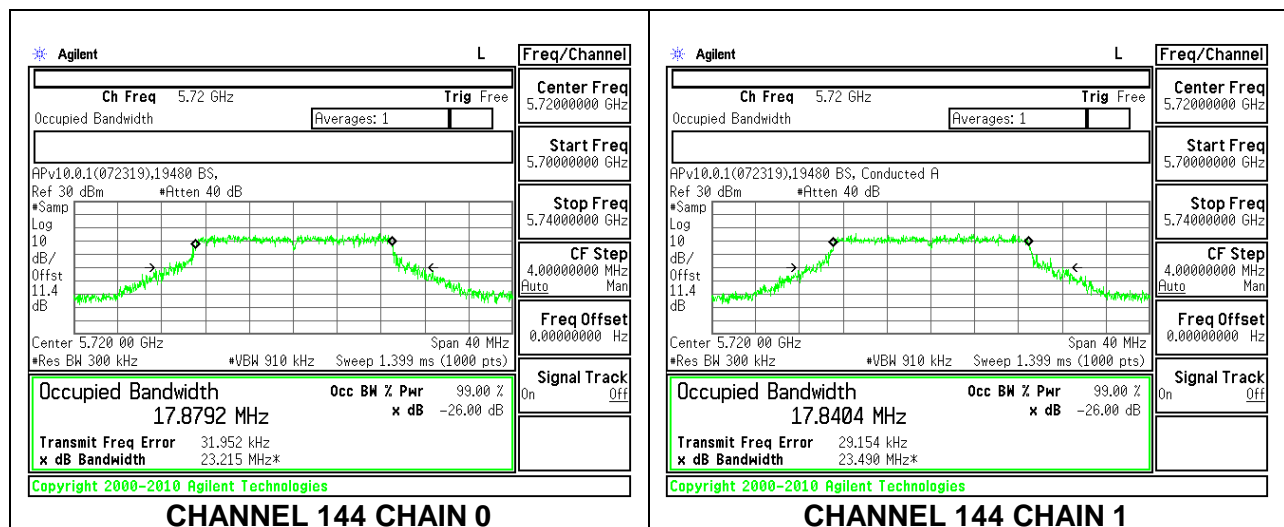 Agilent L Freq/Channel
Ch Freq 5.72 GHz Trig Free
Occupied Bandwidth Averages: 1
Center Freq
5.72000000 GHz
Start Freq
5.70000000 GHz
APv10.0.1(072319),19480 BS,
Ref 30 dBm #Atten 40 dB
#Samp
Log
10
dB/
Offst
11.4
dB
Stop Freq
5.74000000 GHz
CF Step
4.00000000 MHz
Auto Man
Freq Offset
0.00000000 Hz
Center 5.720 00 GHz Span 40 MHz
#Res BW 300 kHz #VBW 910 kHz Sweep 1.399 ms (1000 pts)
Signal Track
On Off
Occupied Bandwidth Occ BW % Pwr 99.00 %
17.8792 MHz x dB -26.00 dB
Transmit Freq Error 31.952 kHz
x dB Bandwidth 23.215 MHz*
Copyright 2000-2010 Agilent Technologies
CHANNEL 144 CHAIN 0
Agilent L Freq/Channel
Ch Freq 5.72 GHz Trig Free
Occupied Bandwidth Averages: 1
Center Freq
5.72000000 GHz
Start Freq
5.70000000 GHz
APv10.0.1(072319),19480 BS, Conducted A
Ref 30 dBm #Atten 40 dB
#Samp
Log
10
dB/
Offst
11.4
dB
Stop Freq
5.74000000 GHz
CF Step
4.00000000 MHz
Auto Man
Freq Offset
0.00000000 Hz
Center 5.720 00 GHz Span 40 MHz
#Res BW 300 kHz #VBW 910 kHz Sweep 1.399 ms (1000 pts)
Signal Track
On Off
Occupied Bandwidth Occ BW % Pwr 99.00 %
17.8404 MHz x dB -26.00 dB
Transmit Freq Error 29.154 kHz
x dB Bandwidth 23.490 MHz*
Copyright 2000-2010 Agilent Technologies
CHANNEL 144 CHAIN 1